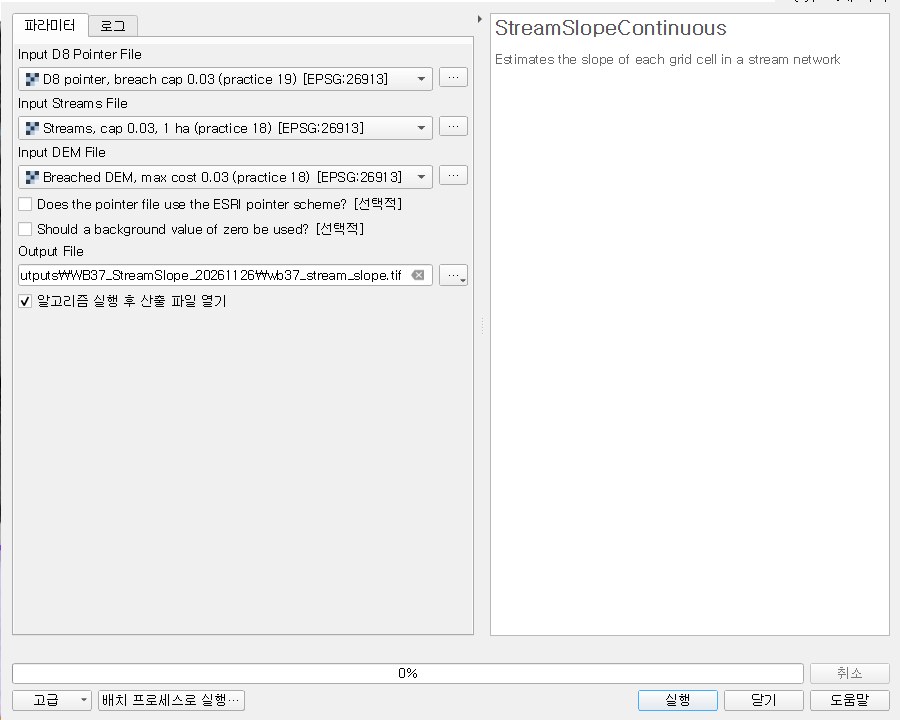 파라미터
로그
Input D8 Pointer File
D8 pointer, breach cap 0.03 (practice 19) [EPSG:26913]
...
Input Streams File
Streams, cap 0.03, 1 ha (practice 18) [EPSG:26913]
...
Input DEM File
Breached DEM, max cost 0.03 (practice 18) [EPSG:26913]
...
Does the pointer file use the ESRI pointer scheme? [선택적]
Should a background value of zero be used? [선택적]
Output File
utputs₩WB37_StreamSlope_20261126₩wb37_stream_slope.tif
...
알고리즘 실행 후 산출 파일 열기
StreamSlopeContinuous
Estimates the slope of each grid cell in a stream network
0%
취소
고급
배치 프로세스로 실행...
실행
닫기
도움말